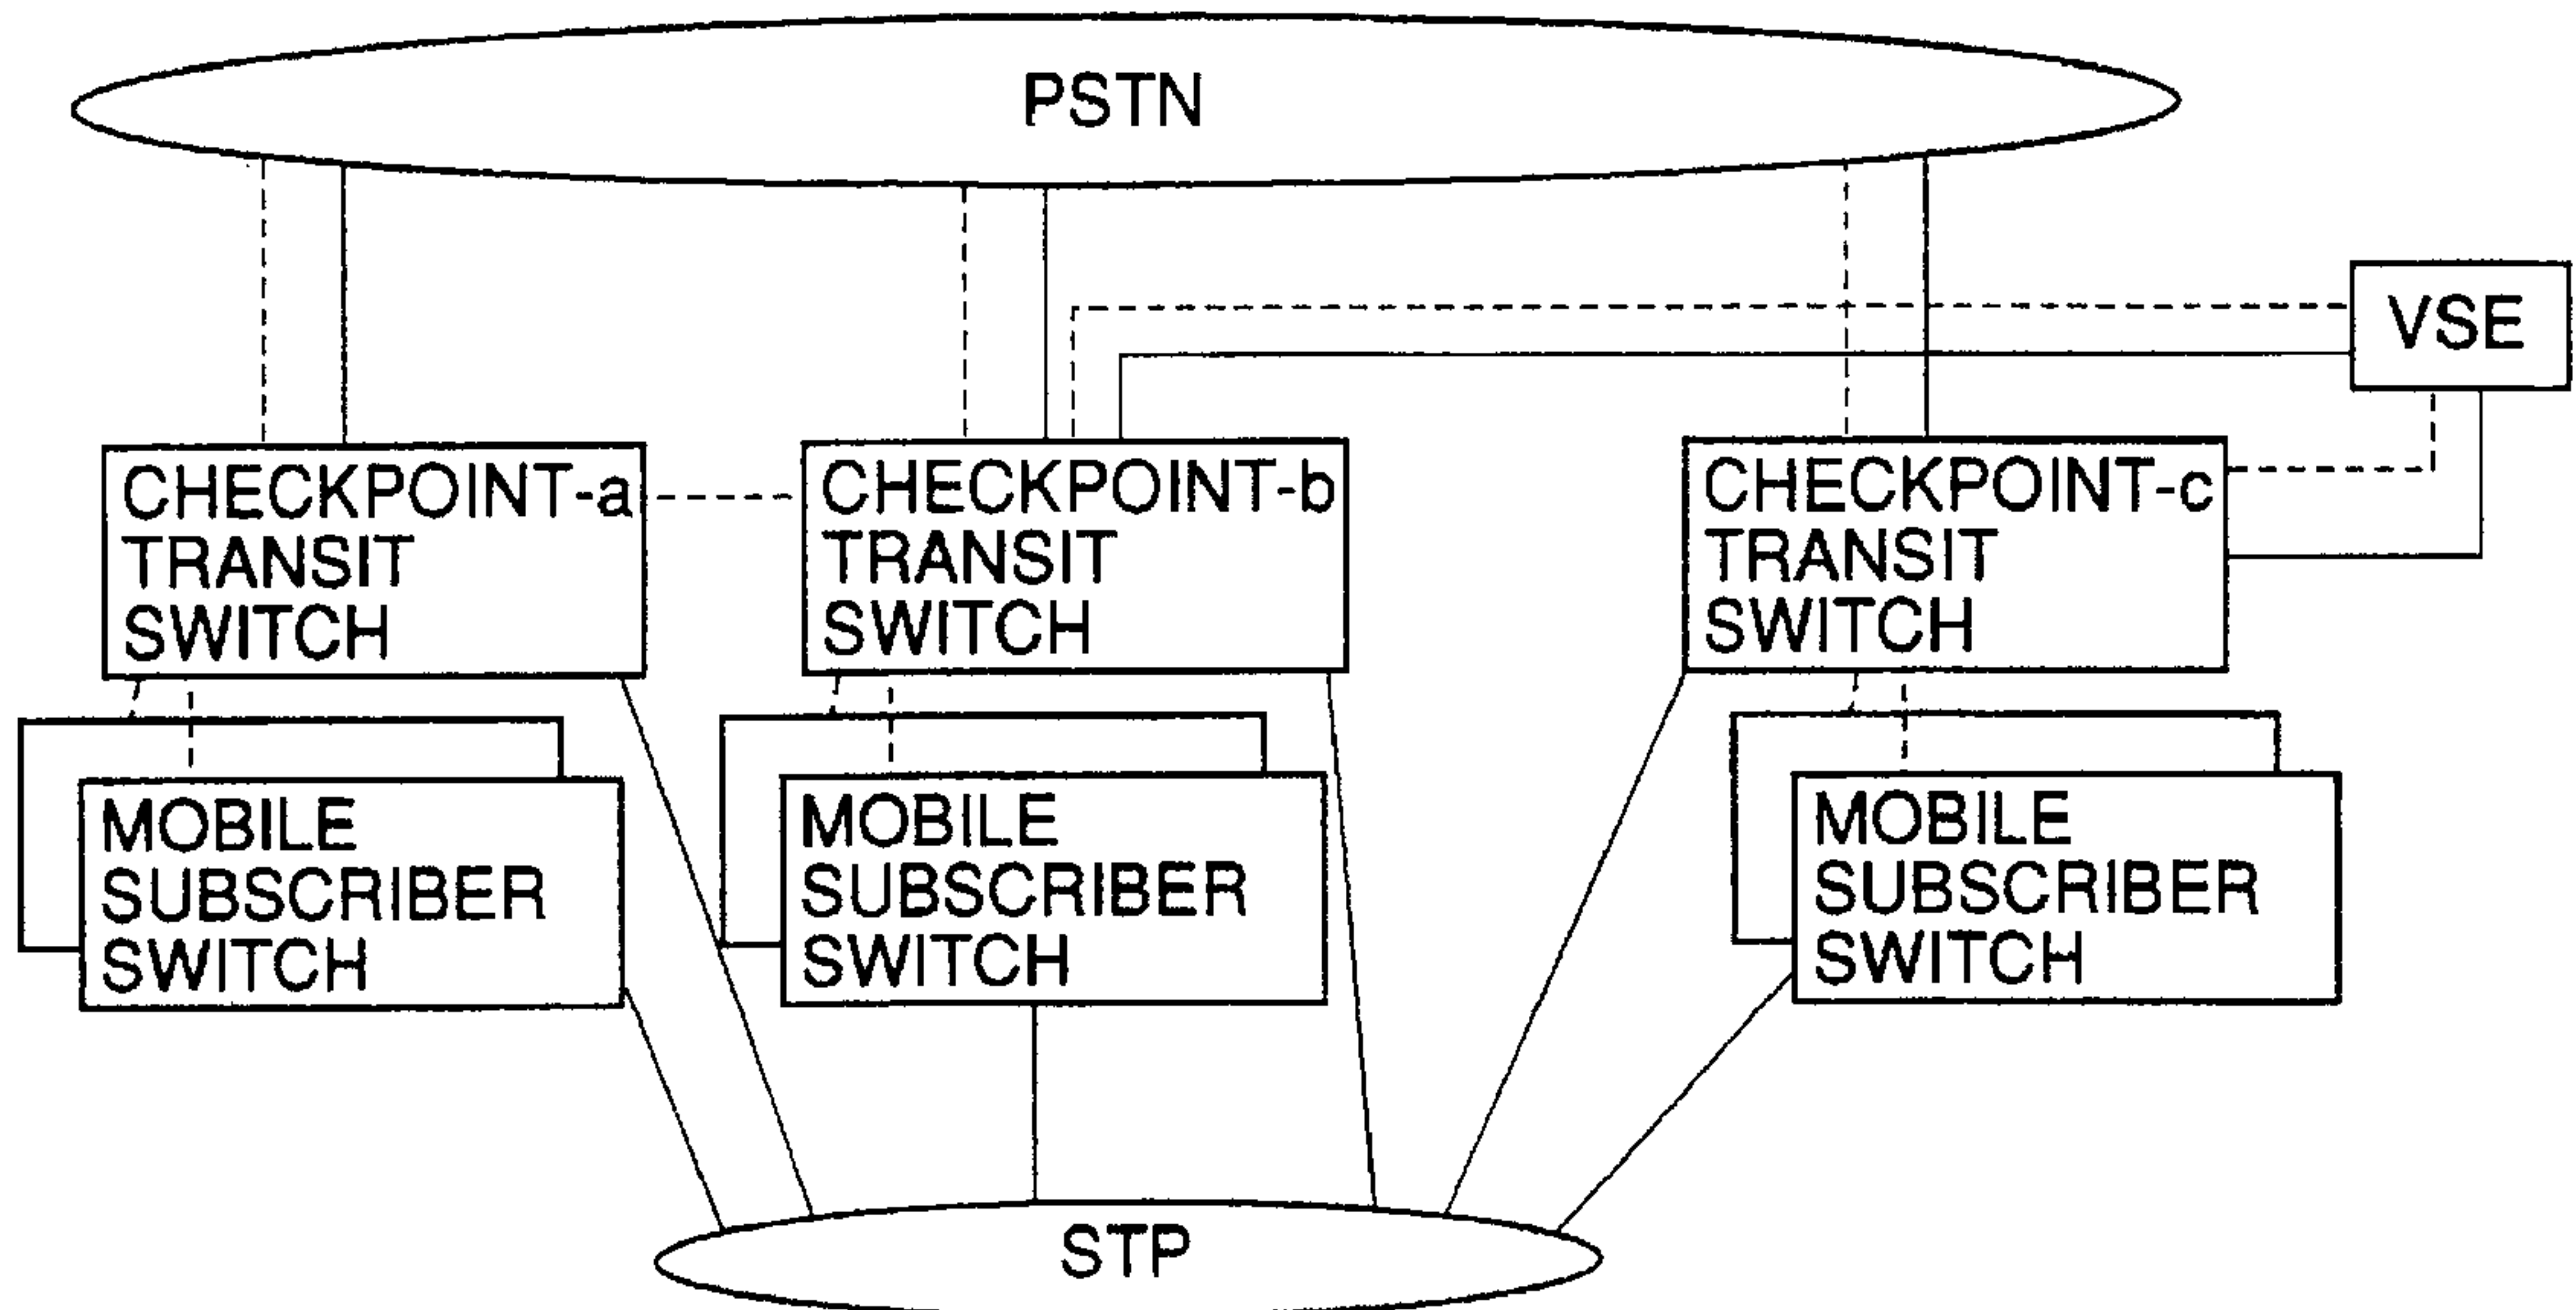 PSTN
VSE
CHECKPOINT-a
TRANSIT
SWITCH
CHECKPOINT-b
TRANSIT
SWITCH
CHECKPOINT-c
TRANSIT
SWITCH
MOBILE
SUBSCRIBER
SWITCH
MOBILE
SUBSCRIBER
SWITCH
MOBILE
SUBSCRIBER
SWITCH
STP